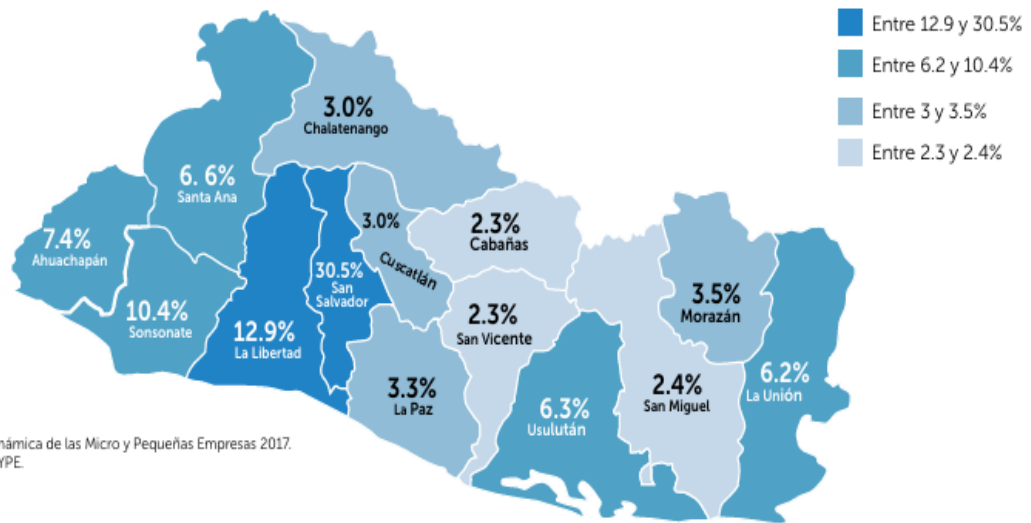 Entre 12.9 y 30.5%
Entre 6.2 y 10.4%
Entre 3 y 3.5%
Entre 2.3 y 2.4%
3.0%
Chalatenango
6. 6%
Santa Ana
7.4%
Ahuachapán
10.4%
Sonsonate
12.9%
La Libertad
30.5%
San
Salvador
3.0%
Cuscatlán
2.3%
Cabañas
2.3%
San Vicente
3.3%
La Paz
6.3%
Usulután
2.4%
San Miguel
3.5%
Morazán
6.2%
La Unión
námica de las Micro y Pequeñas Empresas 2017.
YPE.